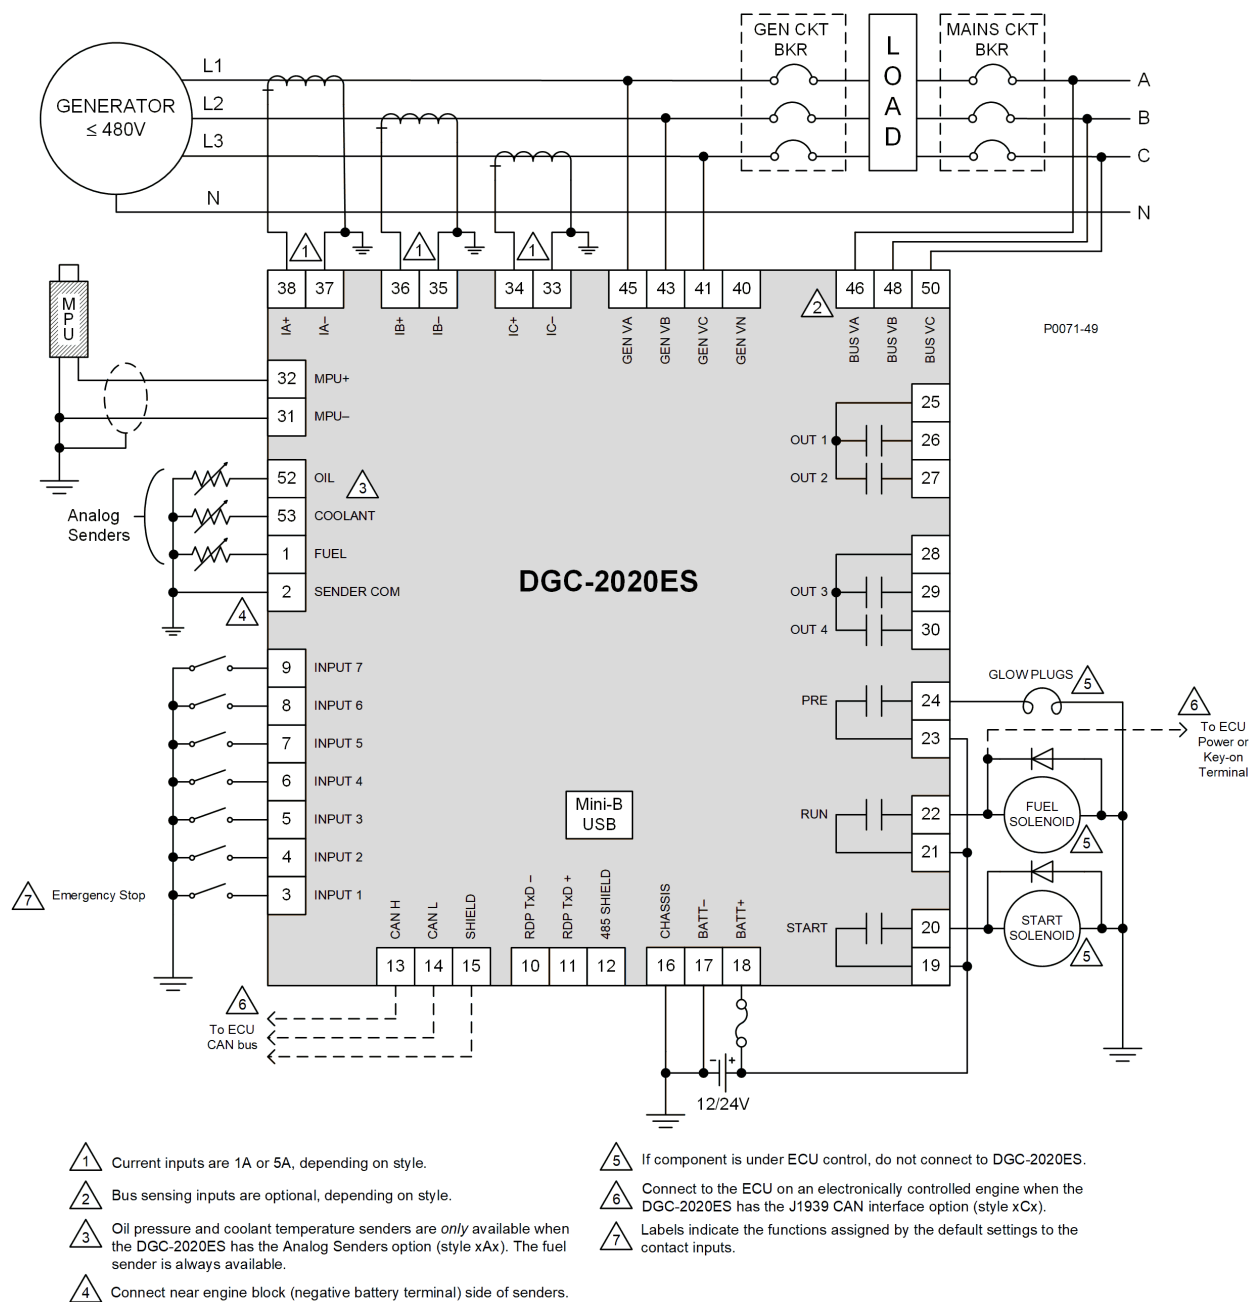 GEN CKT
BKR
LOAD
MAINS CKT
BKR
L1
A
GENERATOR
≤ 480V
L2
B
L3
C
N
N
1
1
1
MPU
38
37
36
35
34
33
45
43
41
40
2
46
48
50
IA+
IA–
IB+
IB–
IC+
IC–
GEN VA
GEN VB
GEN VC
GEN VN
BUS VA
BUS VB
BUS VC
P0071-49
32
MPU+
31
MPU–
25
OUT 1
26
OUT 2
27
Analog
Senders
52
OIL
3
53
COOLANT
1
FUEL
2
SENDER COM
4
DGC-2020ES
28
OUT 3
29
OUT 4
30
9
INPUT 7
8
INPUT 6
7
INPUT 5
6
INPUT 4
5
INPUT 3
4
INPUT 2
3
INPUT 1
7
Emergency Stop
GLOW PLUGS
5
PRE
24
23
6
To ECU
Power or
Key-on
Terminal
Mini-B
USB
RUN
22
FUEL
SOLENOID
5
21
START
20
START
SOLENOID
5
19
CAN H
CAN L
SHIELD
RDP TxD –
RDP TxD +
485 SHIELD
CHASSIS
BATT–
BATT+
13
14
15
10
11
12
16
17
18
6
To ECU
CAN bus
- +
12/24V
1 Current inputs are 1A or 5A, depending on style.
2 Bus sensing inputs are optional, depending on style.
3 Oil pressure and coolant temperature senders are only available when
the DGC-2020ES has the Analog Senders option (style xAx). The fuel
sender is always available.
4 Connect near engine block (negative battery terminal) side of senders.
5 If component is under ECU control, do not connect to DGC-2020ES.
6 Connect to the ECU on an electronically controlled engine when the
DGC-2020ES has the J1939 CAN interface option (style xCx).
7 Labels indicate the functions assigned by the default settings to the
contact inputs.